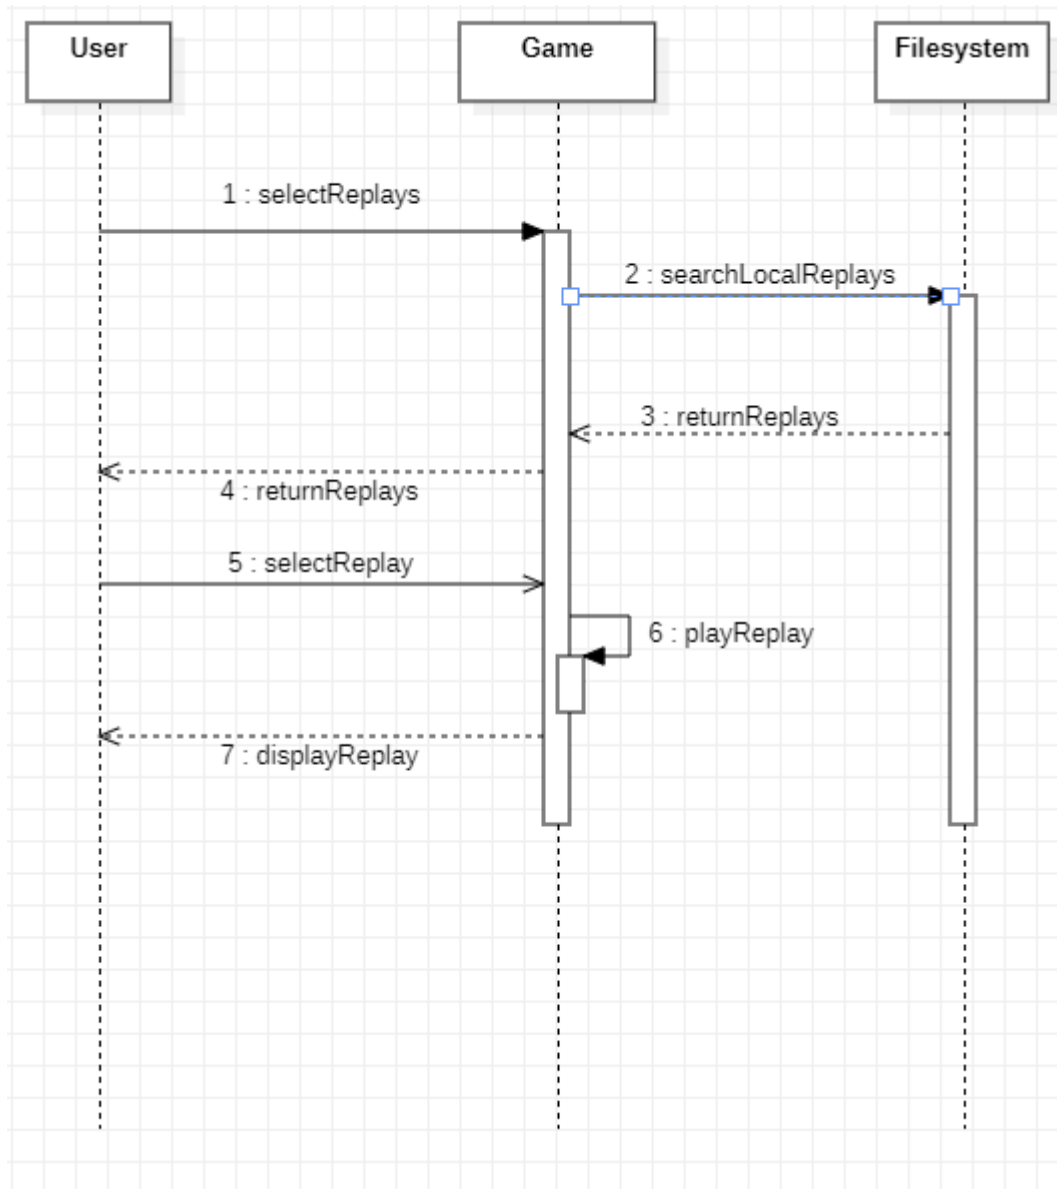 User
Game
Filesystem
1 : selectReplays
2 : searchLocalReplays
3 : returnReplays
4 : returnReplays
5 : selectReplay
6 : playReplay
7 : displayReplay